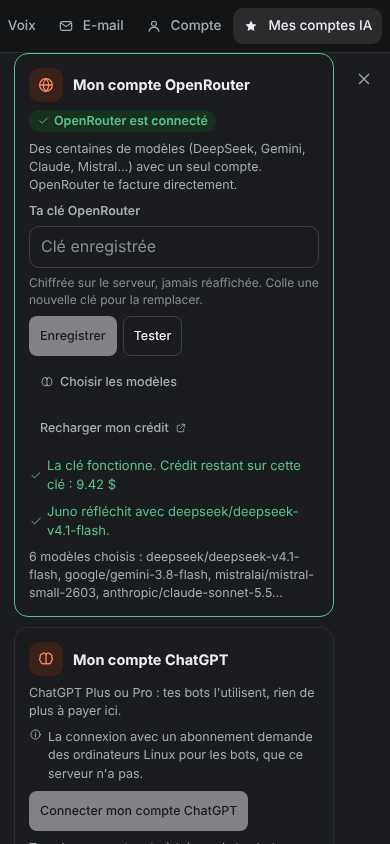 Voix E-mail Compte Mes comptes IA
Mon compte OpenRouter
OpenRouter est connecté
Des centaines de modèles (DeepSeek, Gemini,
Claude, Mistral...) avec un seul compte.
OpenRouter te facture directement.
Ta clé OpenRouter
Clé enregistrée
Chiffrée sur le serveur, jamais réaffichée. Colle une
nouvelle clé pour la remplacer.
Enregistrer Tester
Choisir les modèles
Recharger mon crédit
La clé fonctionne. Crédit restant sur cette
clé : 9.42 $
Juno réfléchit avec deepseek/deepseek-
v4.1-flash.
6 modèles choisis : deepseek/deepseek-v4.1-
flash, google/gemini-3.8-flash, mistralai/mistral-
small-2603, anthropic/claude-sonnet-5.5...
Mon compte ChatGPT
ChatGPT Plus ou Pro : tes bots l'utilisent, rien de
plus à payer ici.
La connexion avec un abonnement demande
des ordinateurs Linux pour les bots, que ce
serveur n'a pas.
Connecter mon compte ChatGPT